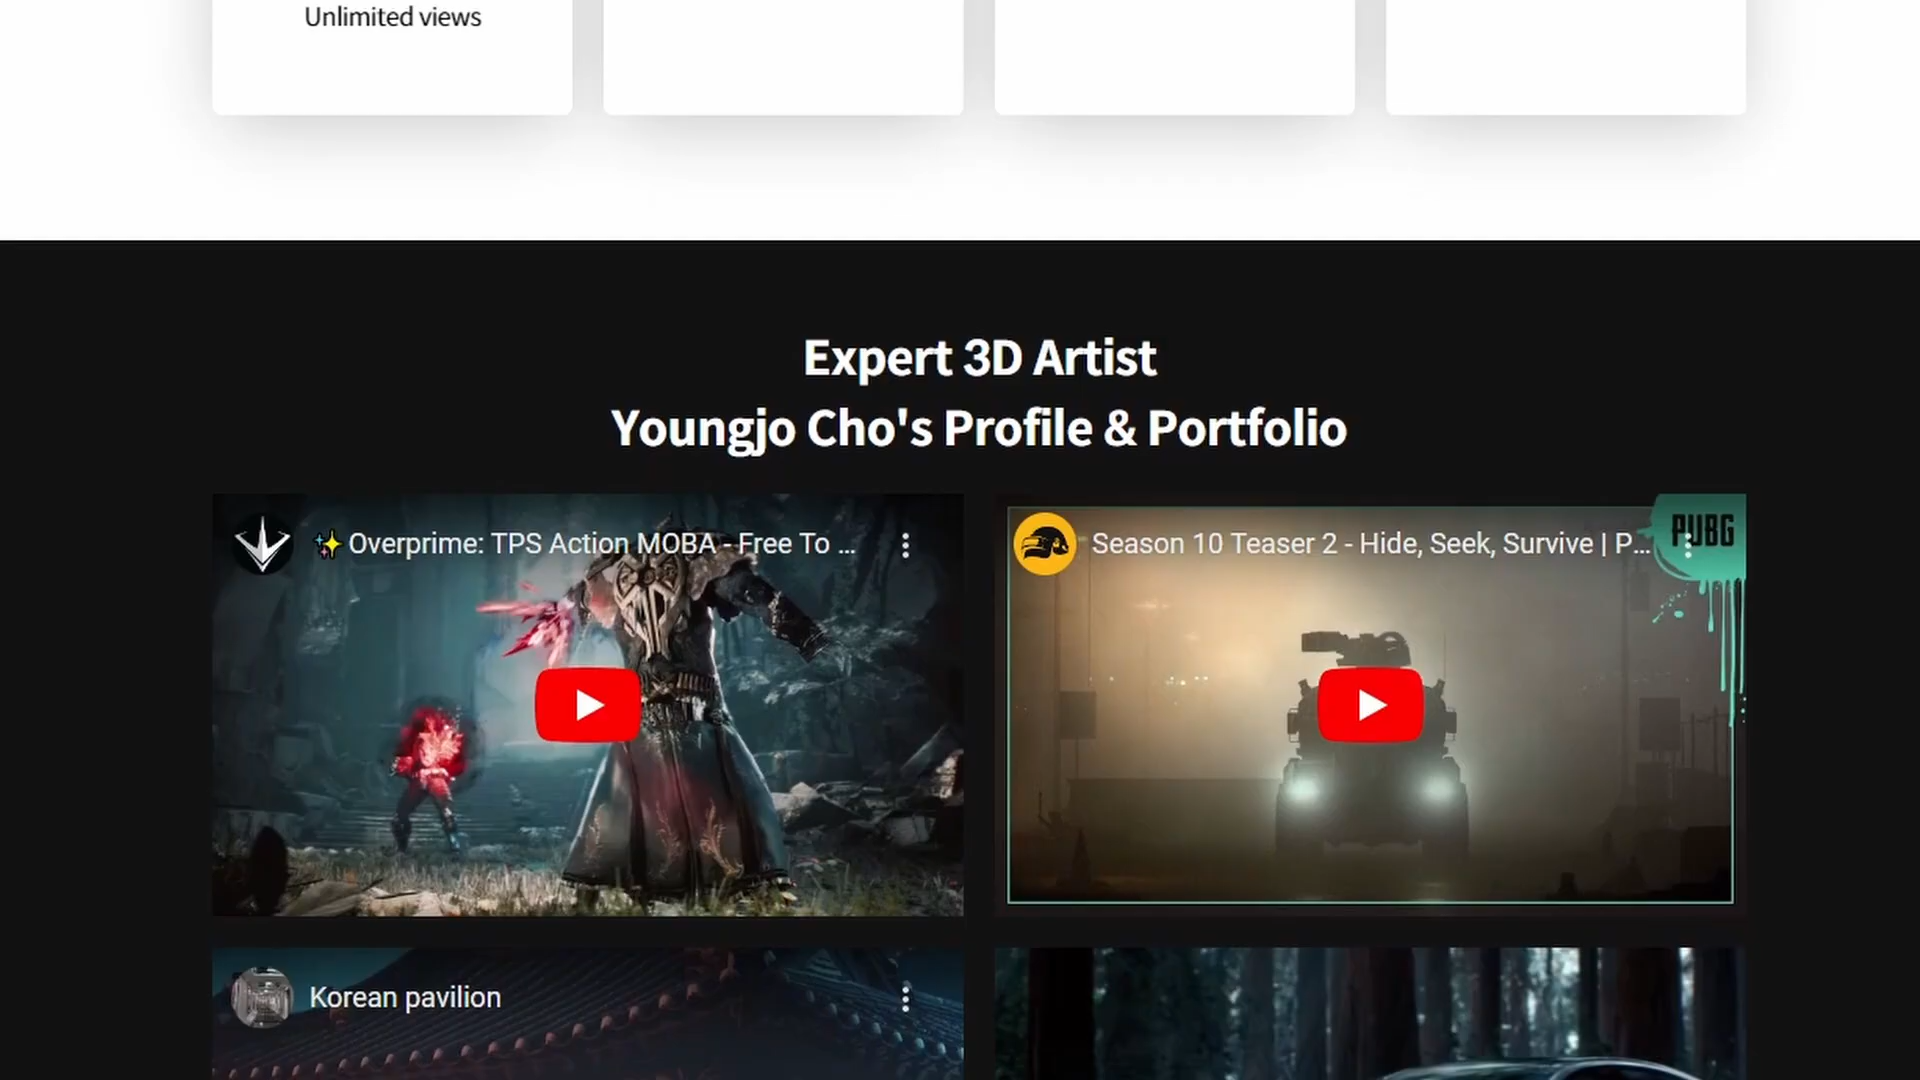 Unlimited views
Expert 3D Artist
Youngjo Cho's Profile & Portfolio
✨Overprime: TPS Action MOBA - Free To ...
Season 10 Teaser 2 - Hide, Seek, Survive | P...
PUBG
Korean pavilion